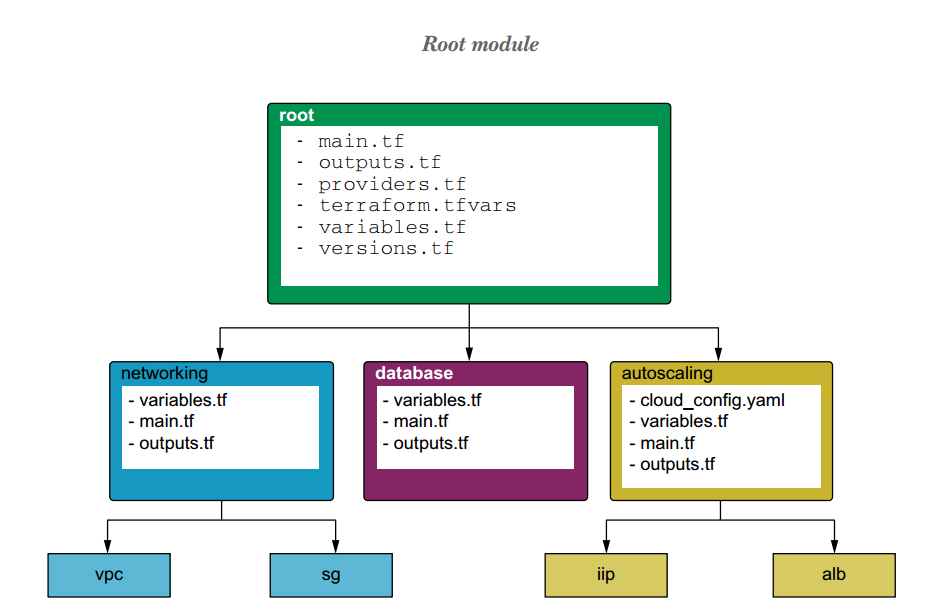 Root module
root
- main.tf
- outputs.tf
- providers.tf
- terraform.tfvars
- variables.tf
- versions.tf
networking
- variables.tf
- main.tf
- outputs.tf
database
- variables.tf
- main.tf
- outputs.tf
autoscaling
- cloud_config.yaml
- variables.tf
- main.tf
- outputs.tf
vpc
sg
iip
alb